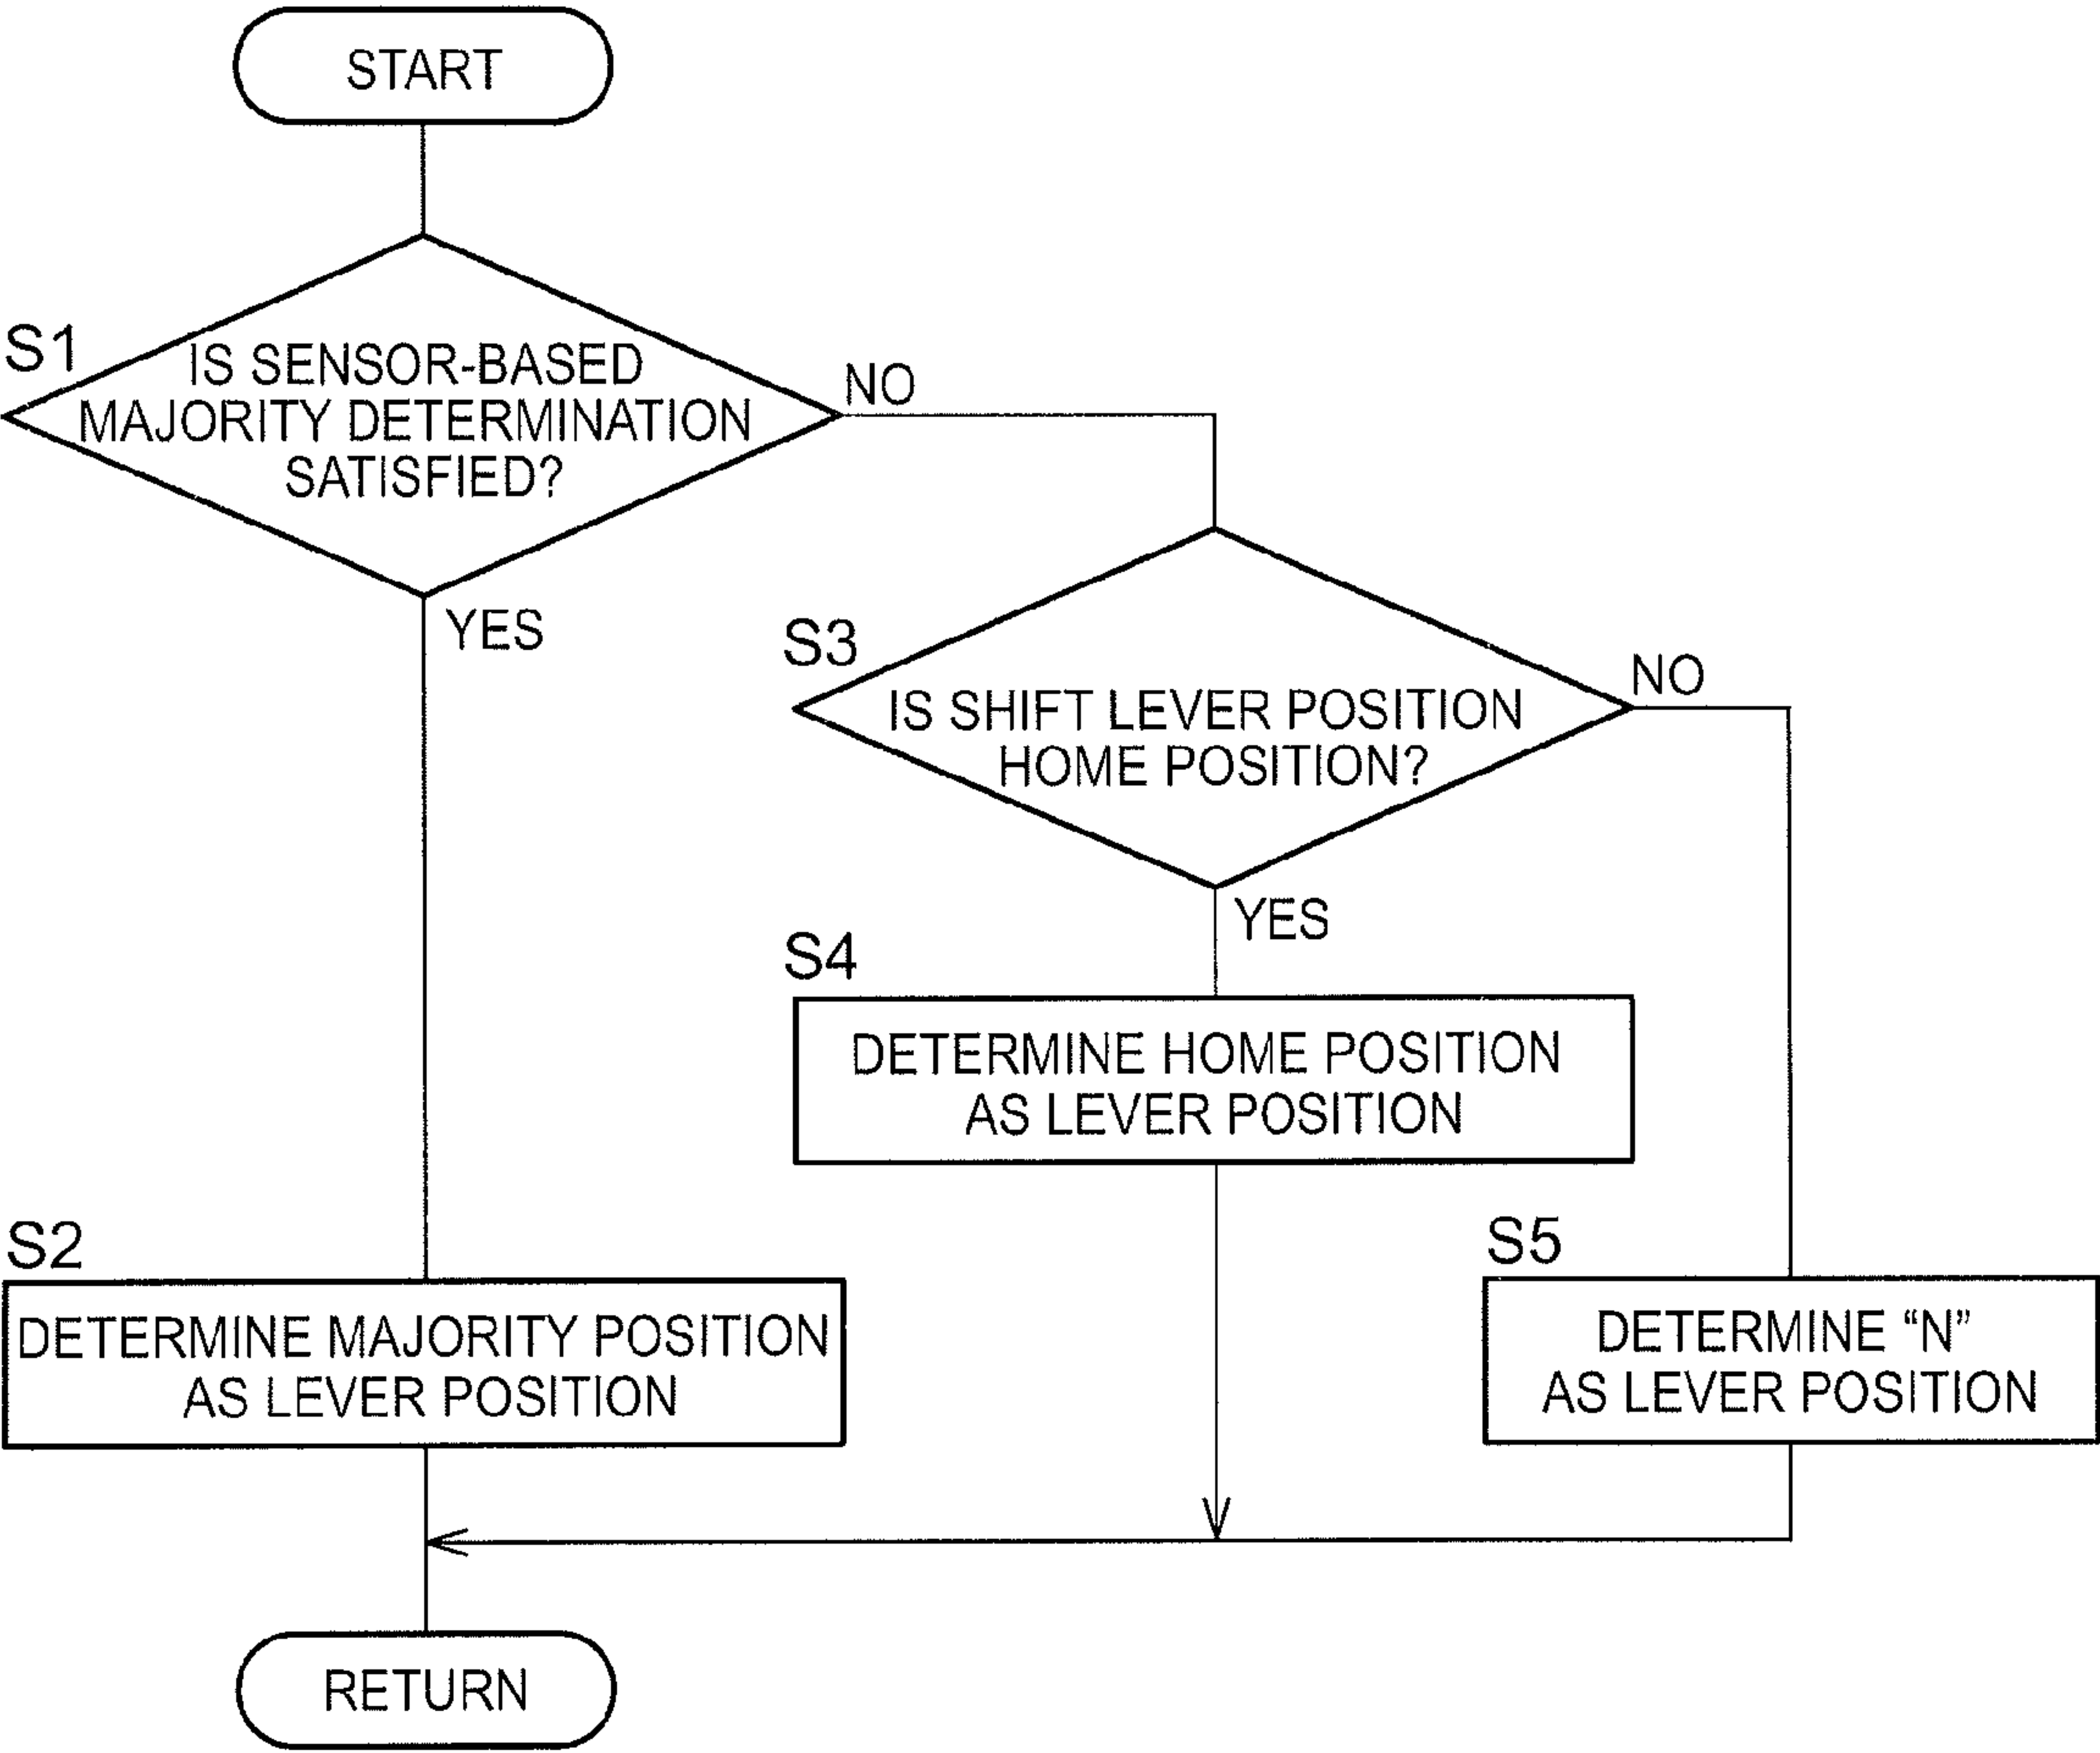 START
S1
IS SENSOR-BASED
MAJORITY DETERMINATION
SATISFIED?
NO
YES
S3
IS SHIFT LEVER POSITION
HOME POSITION?
NO
YES
S4
DETERMINE HOME POSITION
AS LEVER POSITION
S2
DETERMINE MAJORITY POSITION
AS LEVER POSITION
S5
DETERMINE “N”
AS LEVER POSITION
RETURN